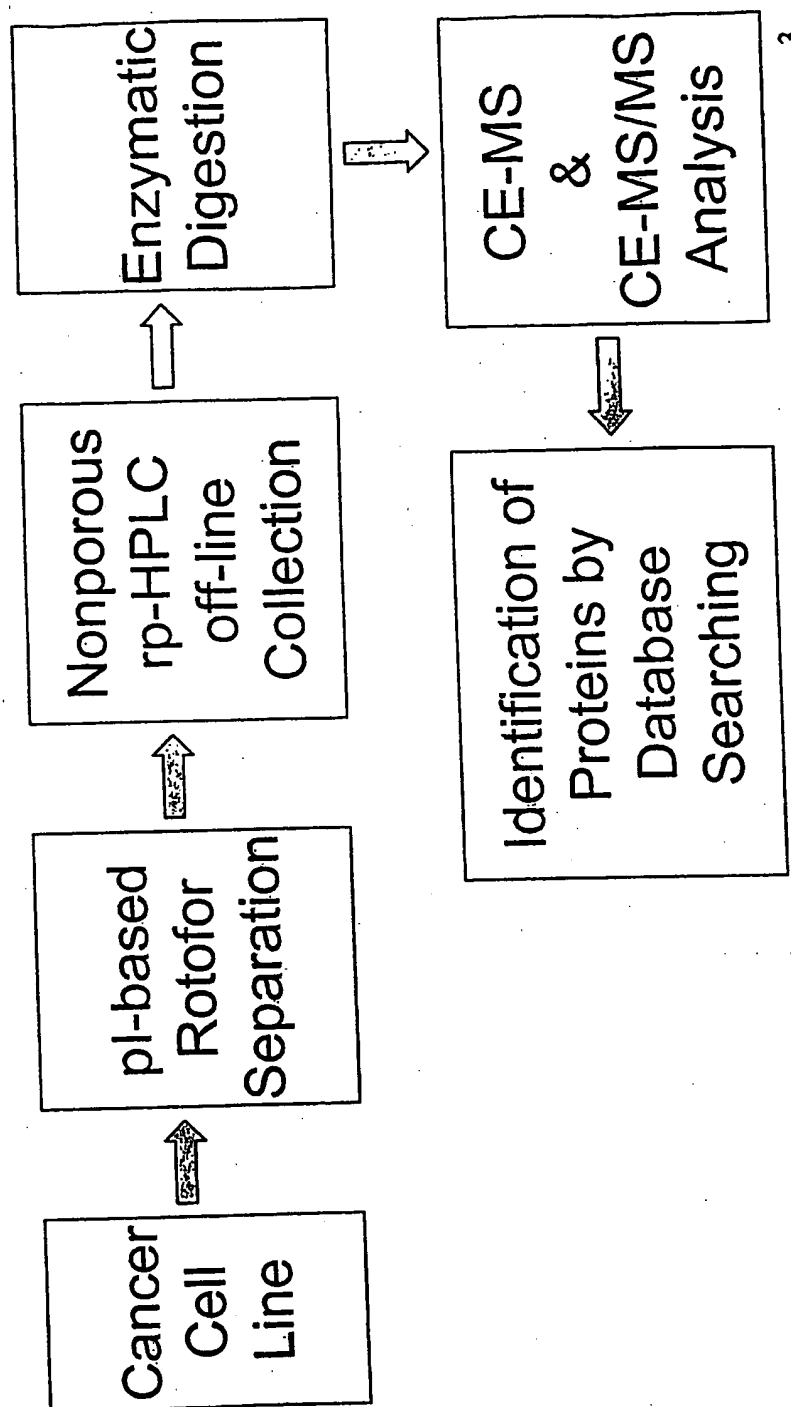 Cancer
Cell
Line
pI-based
Rotofor
Separation
Nonporous
rp-HPLC
off-line
Collection
Enzymatic
Digestion
CE-MS
&
CE-MS/MS
Analysis
Identification of
Proteins by
Database
Searching